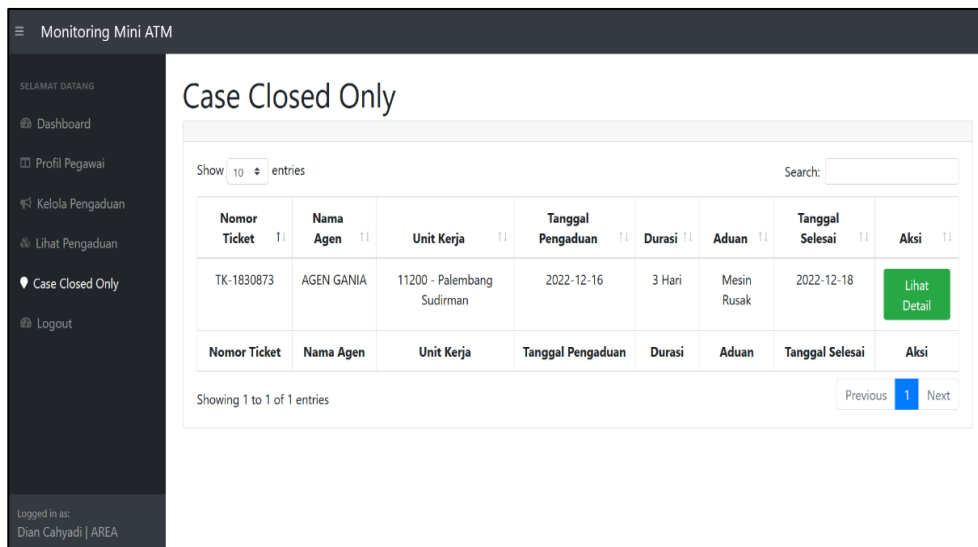 Monitoring Mini ATM
SELAMAT DATANG
Dashboard
Profil Pegawai
Kelola Pengaduan
Lihat Pengaduan
Case Closed Only
Logout
Logged in as:
Dian Cahyadi | AREA
Case Closed Only
Show 10 entries
Search:
Nomor Ticket Nama Agen Unit Kerja Tanggal Pengaduan Durasi Aduan Tanggal Selesai Aksi
TK-1830873 AGEN GANIA 11200 - Palembang Sudirman 2022-12-16 3 Hari Mesin Rusak 2022-12-18 Lihat Detail
Nomor Ticket Nama Agen Unit Kerja Tanggal Pengaduan Durasi Aduan Tanggal Selesai Aksi
Showing 1 to 1 of 1 entries
Previous 1 Next